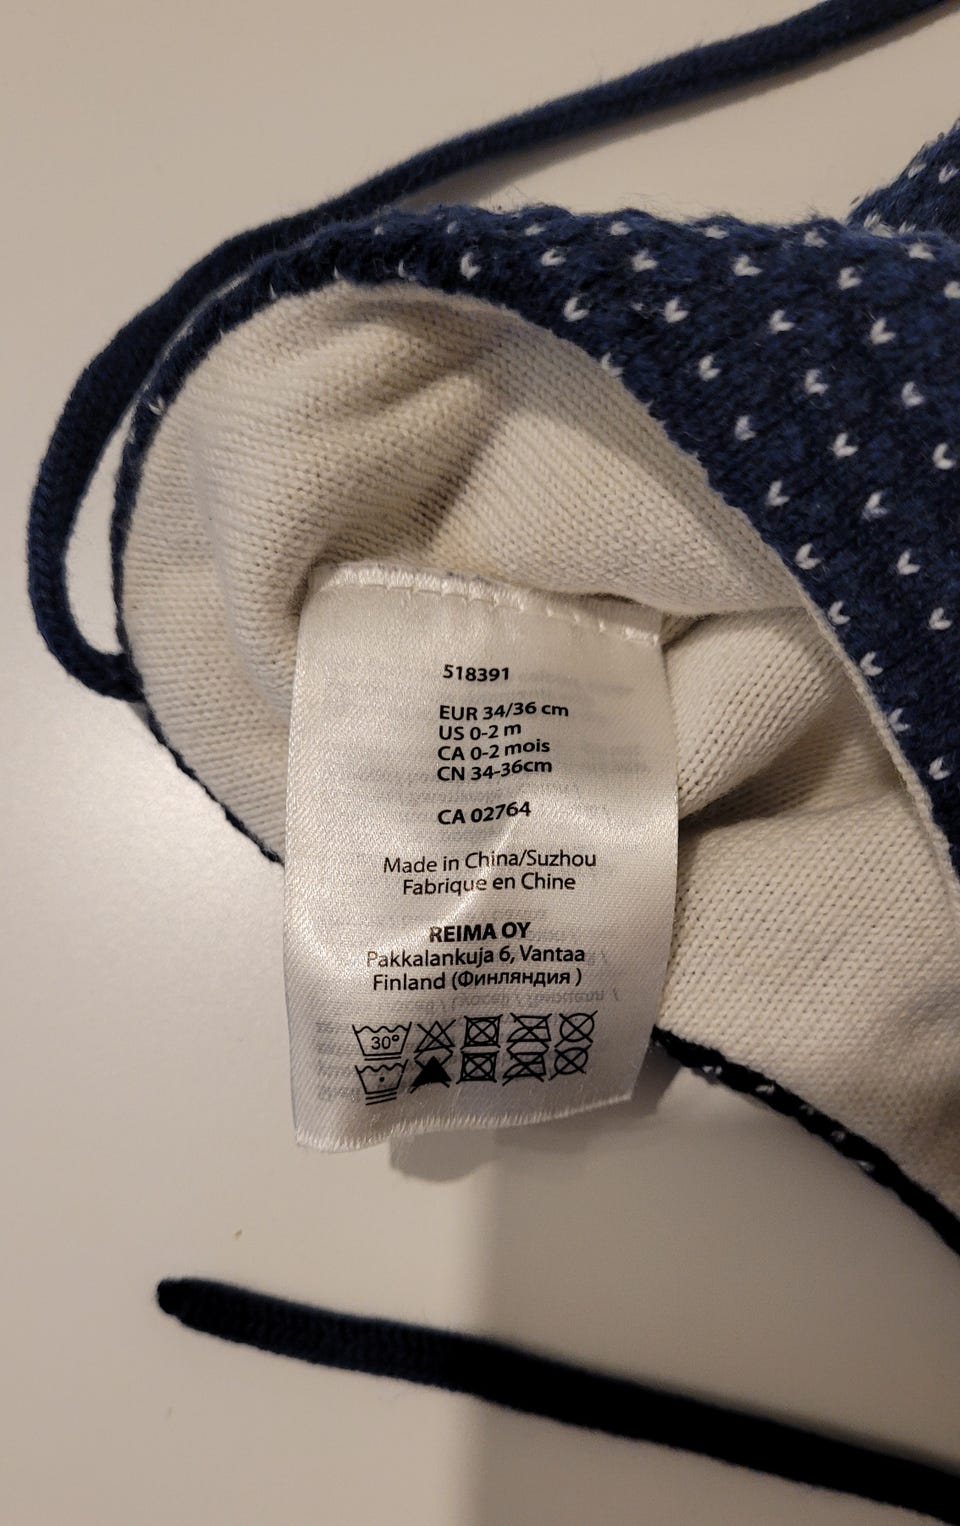 518391
EUR 34/36 cm
US 0-2 m
CA 0-2 mois
CN 34-36cm
CA 02764
Made in China/Suzhou
Fabrique en Chine
REIMA OY
Pakkalankuja 6, Vantaa
Finland (Финляндия )
30°